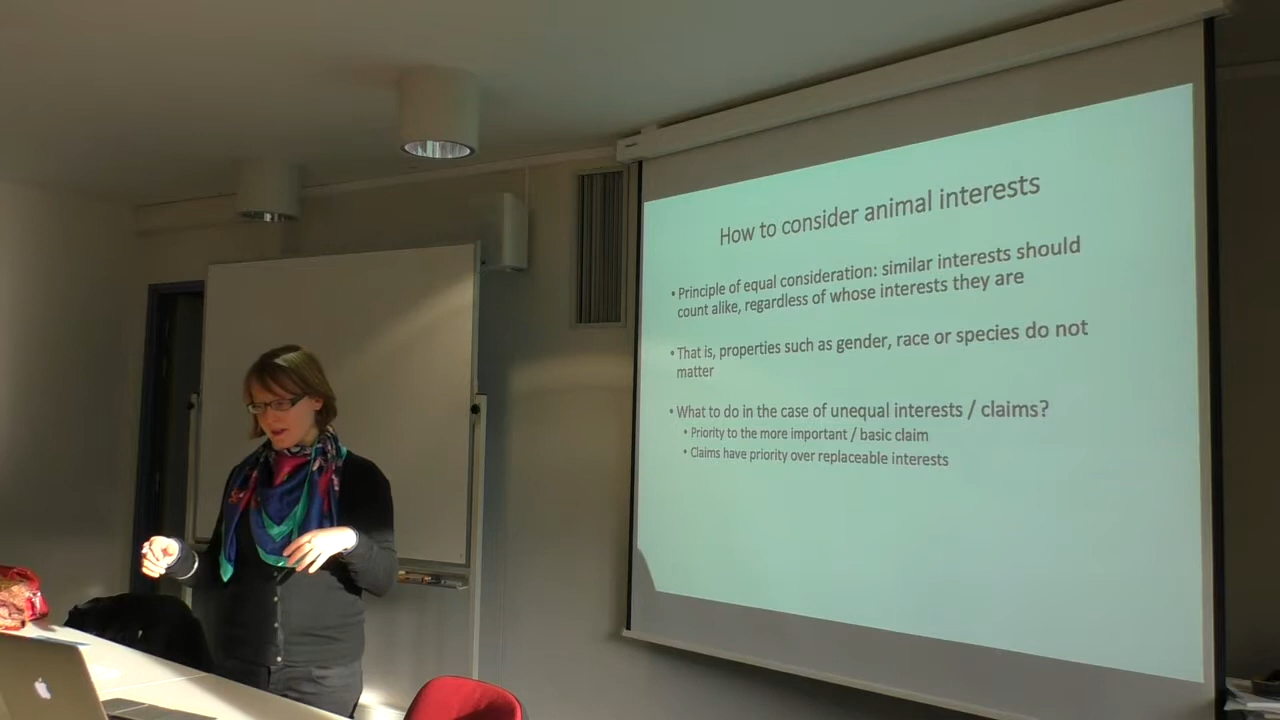 How to consider animal interests
• Principle of equal consideration: similar interests should
count alike, regardless of whose interests they are
• That is, properties such as gender, race or species do not
matter
• What to do in the case of unequal interests / claims?
• Priority to the more important / basic claim
• Claims have priority over replaceable interests